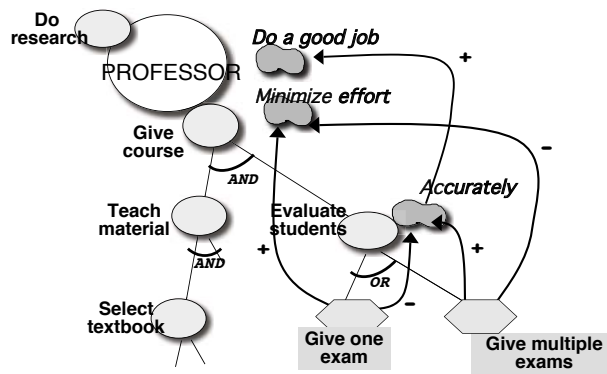 Do
research
PROFESSOR
Do a good job
+
Minimize effort
Give
course
-
AND
Accurately
Teach
material
Evaluate
students
+
+
AND
OR
-
Select
textbook
Give one
exam
Give multiple
exams